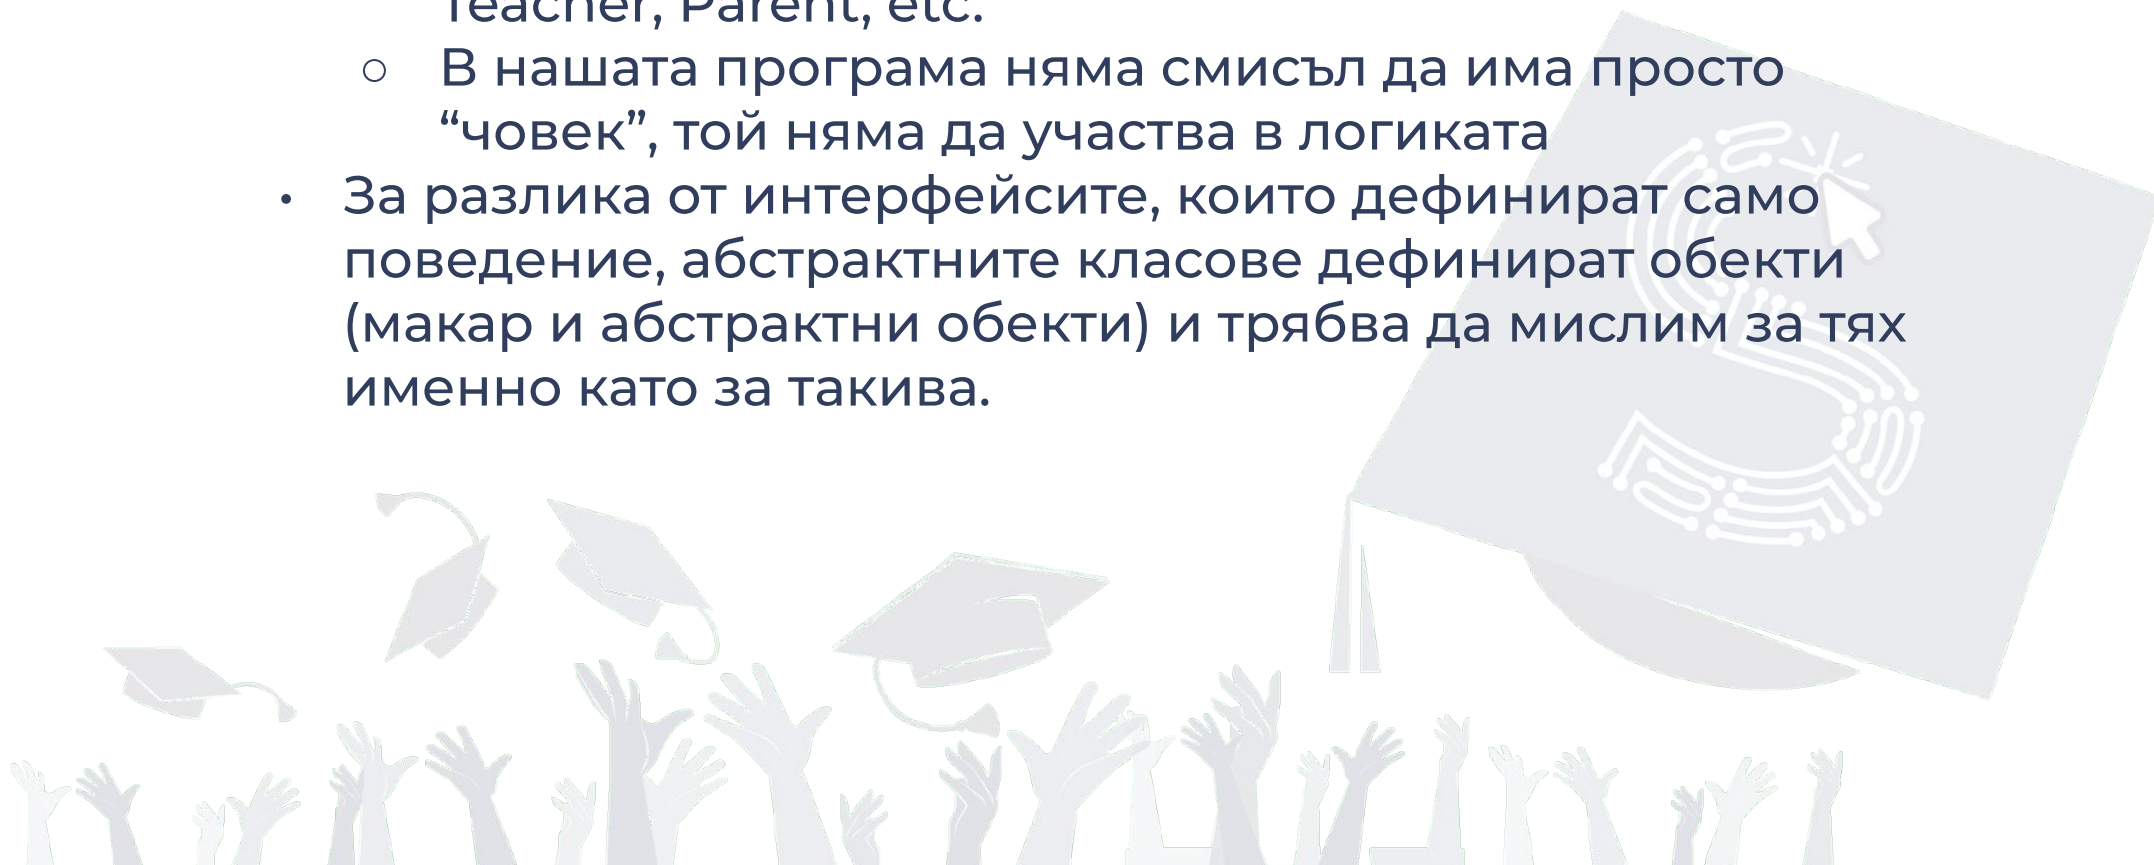 Teacher, Parent, etc.
○ В нашата програма няма смисъл да има просто
“човек”, той няма да участва в логиката
• За разлика от интерфейсите, които дефинират само
поведение, абстрактните класове дефинират обекти
(макар и абстрактни обекти) и трябва да мислим за тях
именно като за такива.